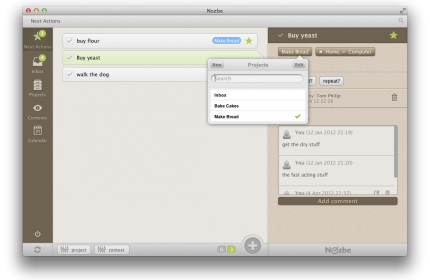 Nozbe
Next Actions
Next Actions
Inbox
Projects
Contexts
Calendar
buy flour
Make Bread
Buy yeast
walk the dog
New
Projects
Edit
Search
Inbox
Bake Cakes
Make Bread
Buy yeast
Make Bread
Home, Computer
repeat?
by: Tom Philip
You (12 Jan 2012 21:19)
get the dry stuff
You (12 Jan 2012 21:20)
the fast acting stuff
You (4 Apr 2012 22:32)
Add comment
project
context
Nozbe